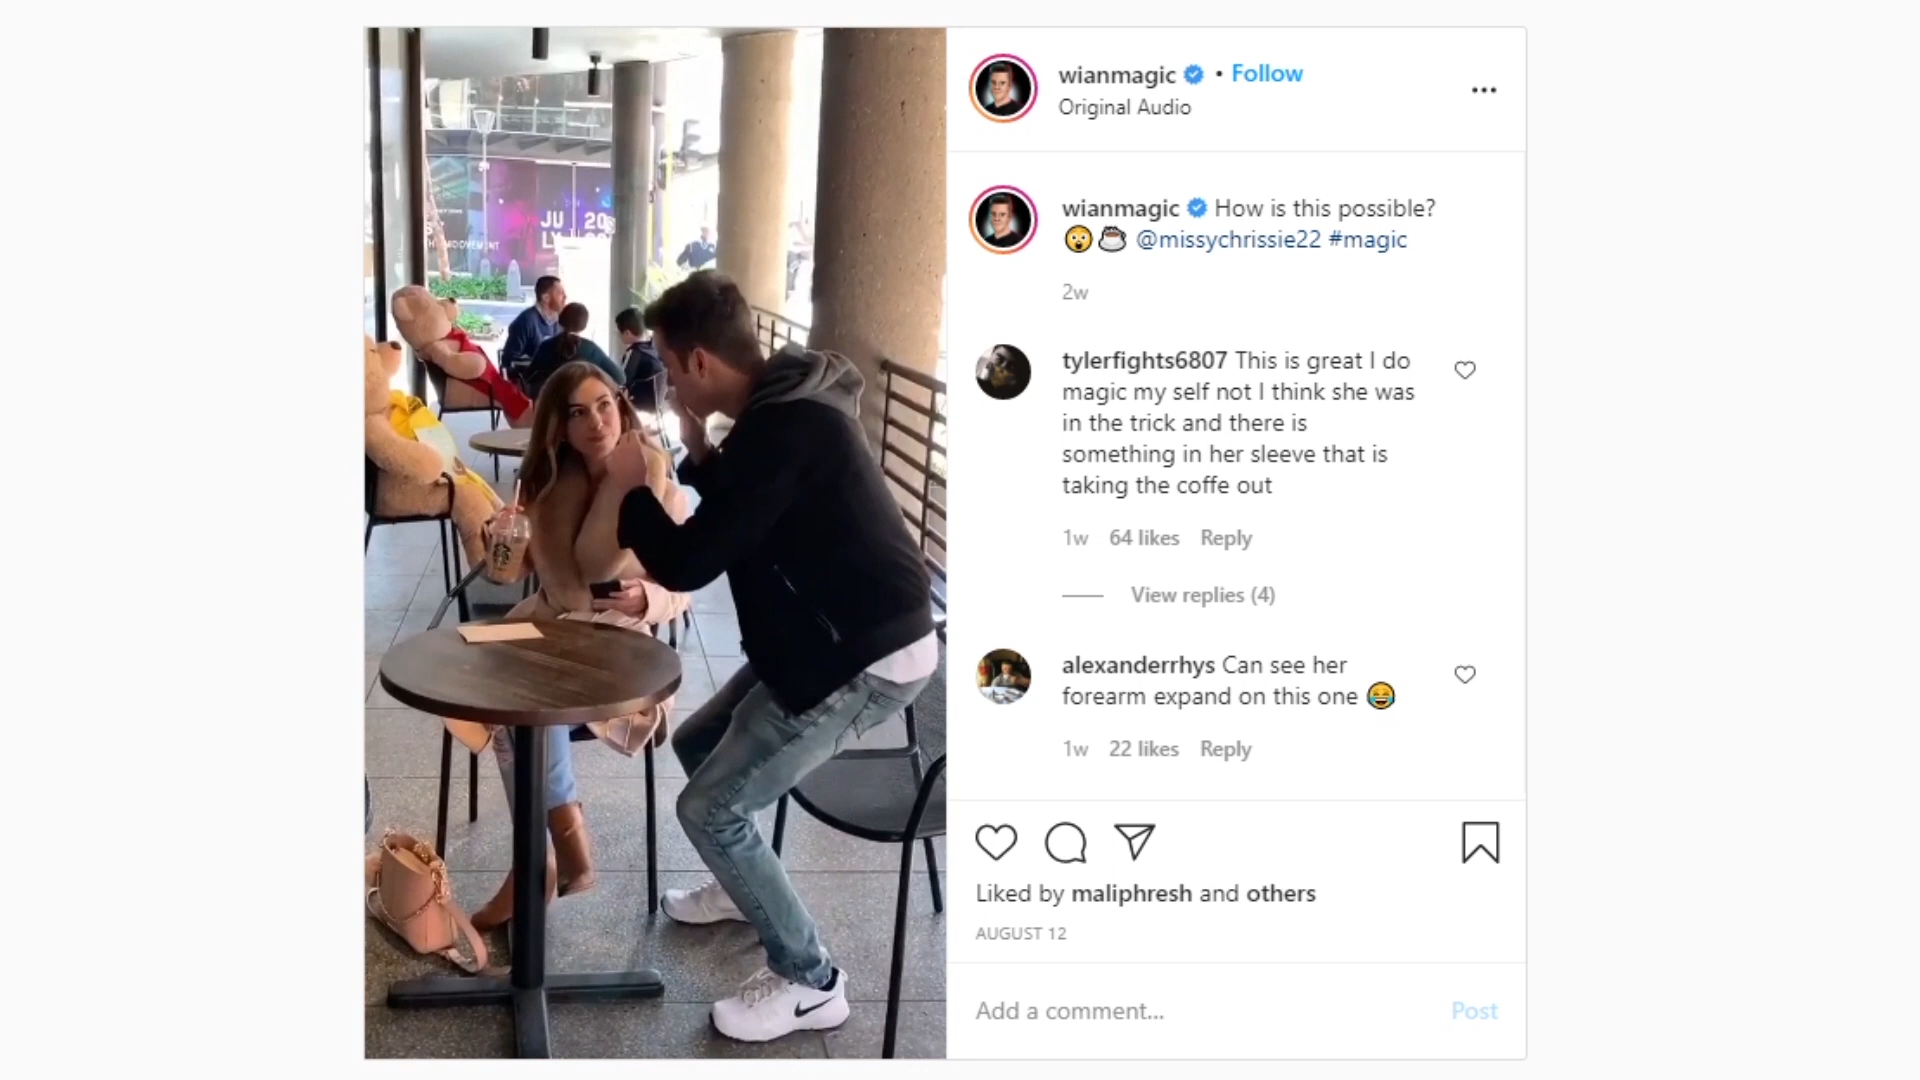 JU 20
LY
wianmagic • Follow
Original Audio
wianmagic How is this possible?
😲☕ @missychrissie22 #magic
2w
tylerfights6807 This is great I do
magic my self not I think she was
in the trick and there is
something in her sleeve that is
taking the coffe out
1w 64 likes Reply
View replies (4)
alexanderrhys Can see her
forearm expand on this one 😂
1w 22 likes Reply
Liked by maliphresh and others
AUGUST 12
Add a comment... Post